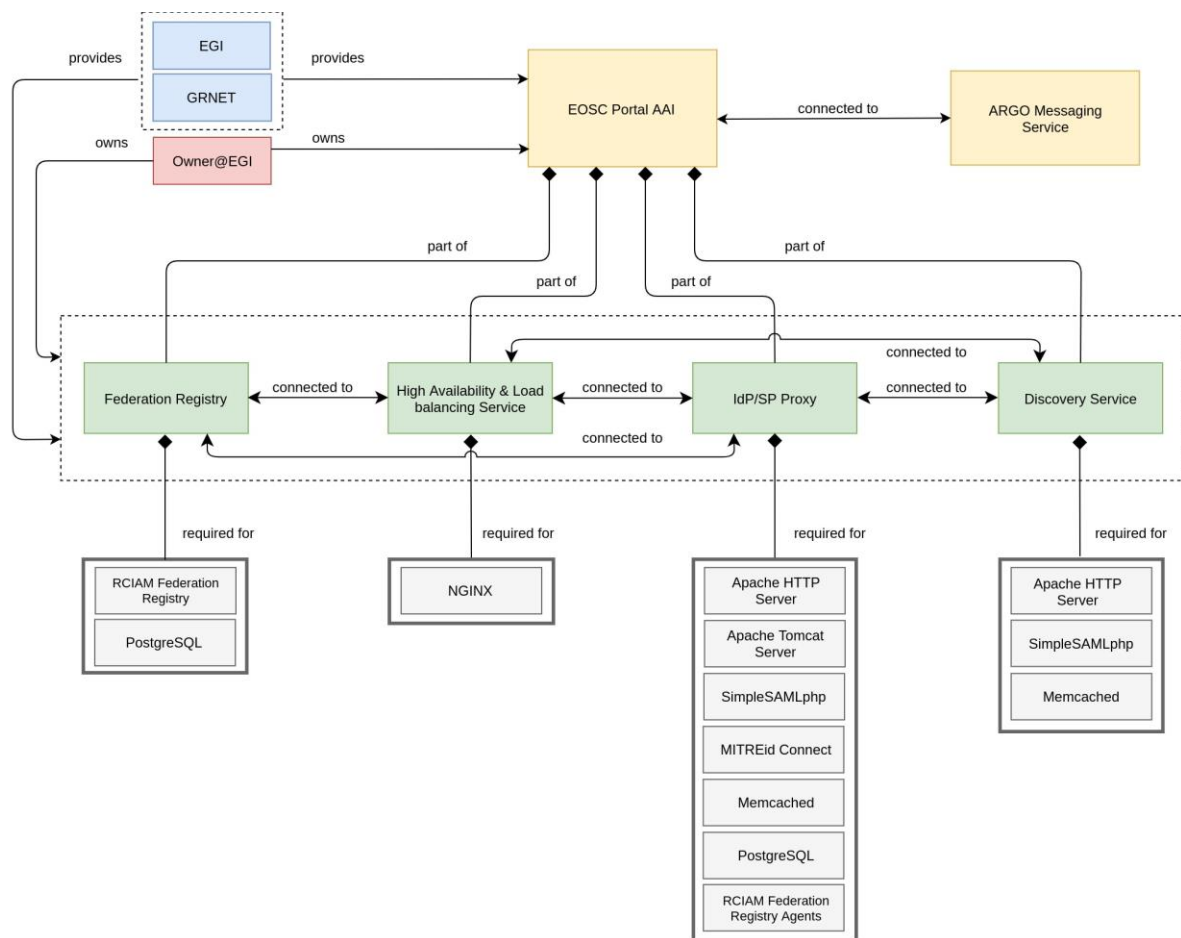 EGI
provides
provides
GRNET
EOSC Portal AAI
connected to
ARGO Messaging
Service
owns
owns
Owner@EGI
part of
part of
part of
part of
connected to
Federation Registry
connected to
High Availability & Load
balancing Service
connected to
IdP/SP Proxy
connected to
Discovery Service
connected to
required for
required for
required for
required for
RCIAM Federation
Registry
PostgreSQL
NGINX
Apache HTTP
Server
Apache Tomcat
Server
SimpleSAMLphp
MITREid Connect
Memcached
PostgreSQL
RCIAM Federation
Registry Agents
Apache HTTP
Server
SimpleSAMLphp
Memcached